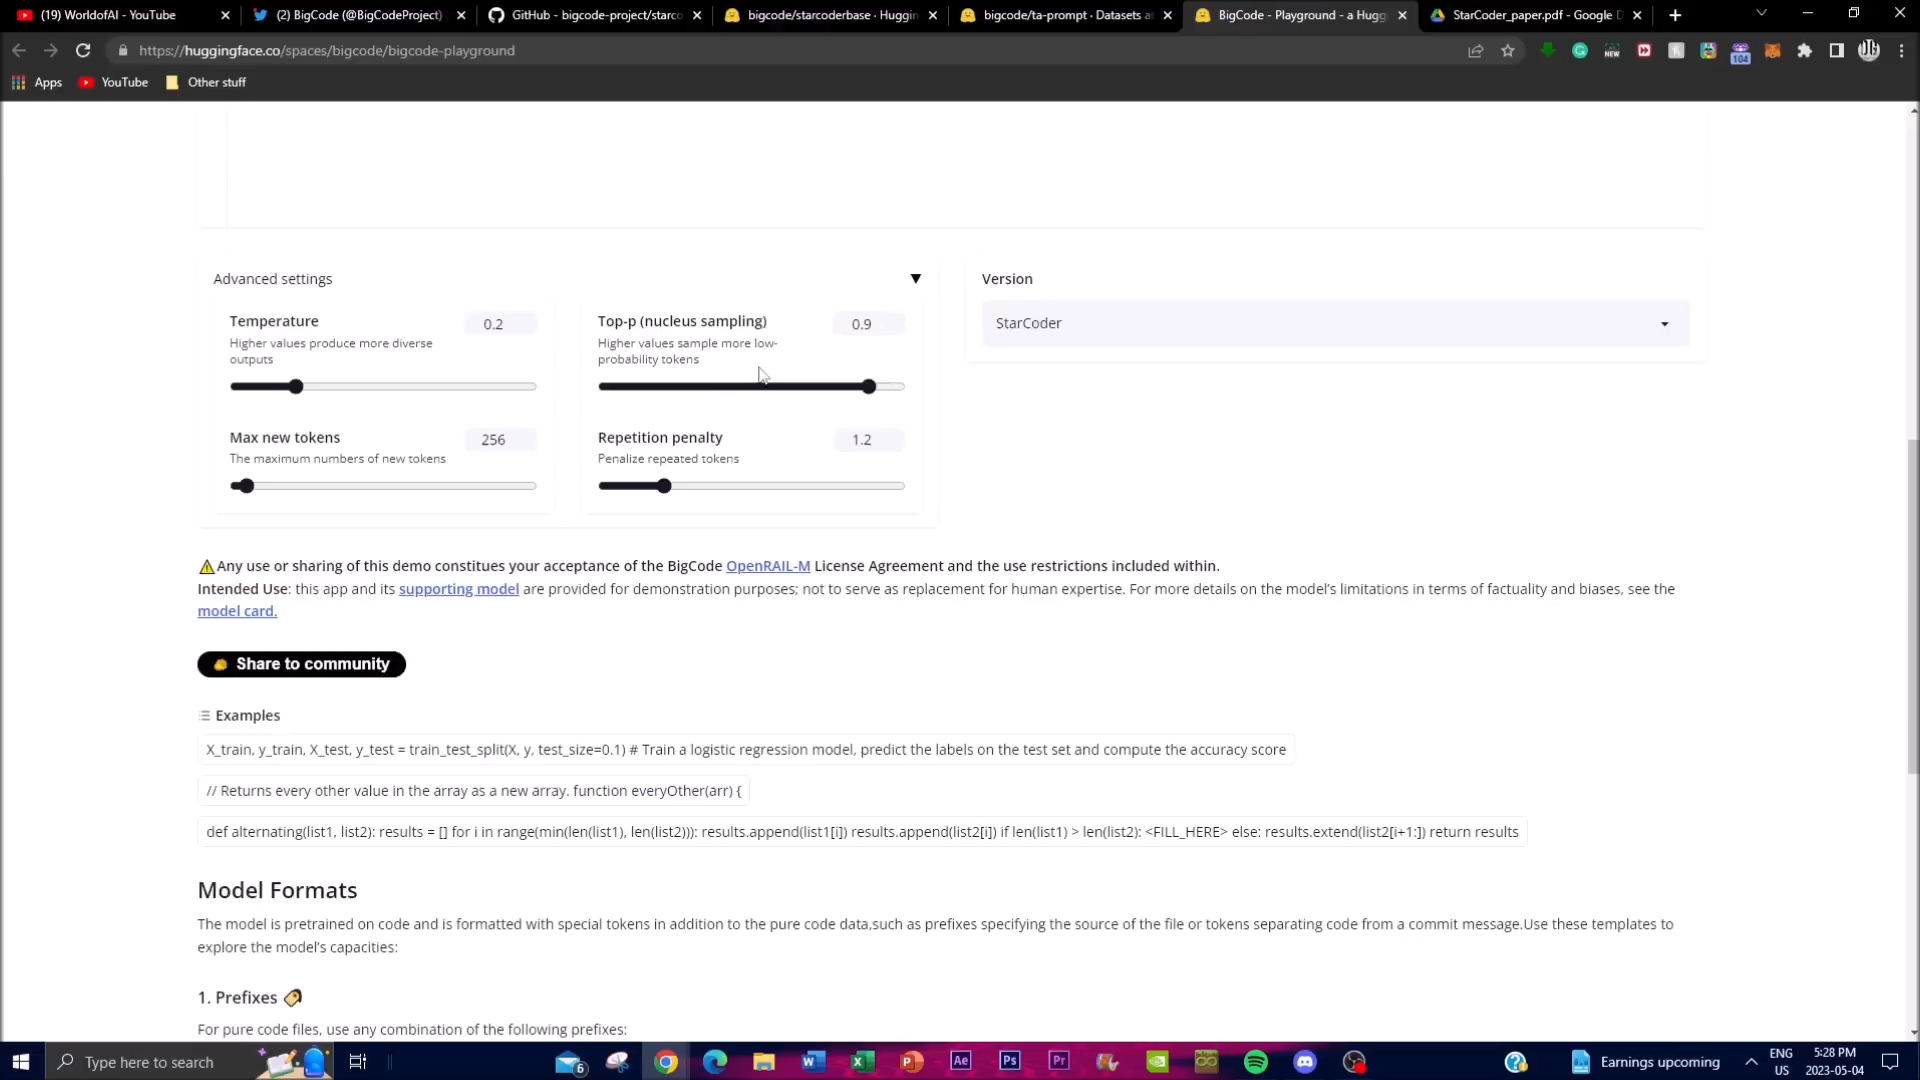 (19) WorldofAI - YouTube
(2) BigCode (@BigCodeProject)
GitHub - bigcode-project/starco
bigcode/starcoderbase · Huggin
bigcode/ta-prompt · Datasets at
BigCode - Playground - a Hugg
StarCoder_paper.pdf - Google D
https://huggingface.co/spaces/bigcode/bigcode-playground
NEW
104
Apps
YouTube
Other stuff
Advanced settings
Version
Temperature
0.2
Higher values produce more diverse
outputs
Top-p (nucleus sampling)
0.9
Higher values sample more low-
probability tokens
StarCoder
Max new tokens
256
The maximum numbers of new tokens
Repetition penalty
1.2
Penalize repeated tokens
⚠Any use or sharing of this demo constitutes your acceptance of the BigCode OpenRAIL-M License Agreement and the use restrictions included within.
Intended Use: this app and its supporting model are provided for demonstration purposes; not to serve as replacement for human expertise. For more details on the model's limitations in terms of factuality and biases, see the
model card.
Share to community
Examples
X_train, y_train, X_test, y_test = train_test_split(X, y, test_size=0.1) # Train a logistic regression model, predict the labels on the test set and compute the accuracy score
// Returns every other value in the array as a new array. function everyOther(arr) {
def alternating(list1, list2): results = [] for i in range(min(len(list1), len(list2))): results.append(list1[i]) results.append(list2[i]) if len(list1) > len(list2): <FILL_HERE> else: results.extend(list2[i+1:]) return results
Model Formats
The model is pretrained on code and is formatted with special tokens in addition to the pure code data,such as prefixes specifying the source of the file or tokens separating code from a commit message.Use these templates to
explore the model's capacities:
1. Prefixes
For pure code files, use any combination of the following prefixes:
Type here to search
6
Ae
Ps
Pr
Earnings upcoming
ENG
US
5:28 PM
2023-05-04